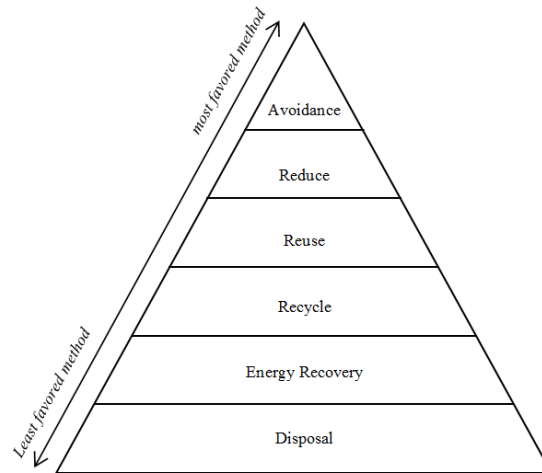 most favored method
Avoidance
Reduce
Reuse
Recycle
Energy Recovery
Disposal
Least favored method